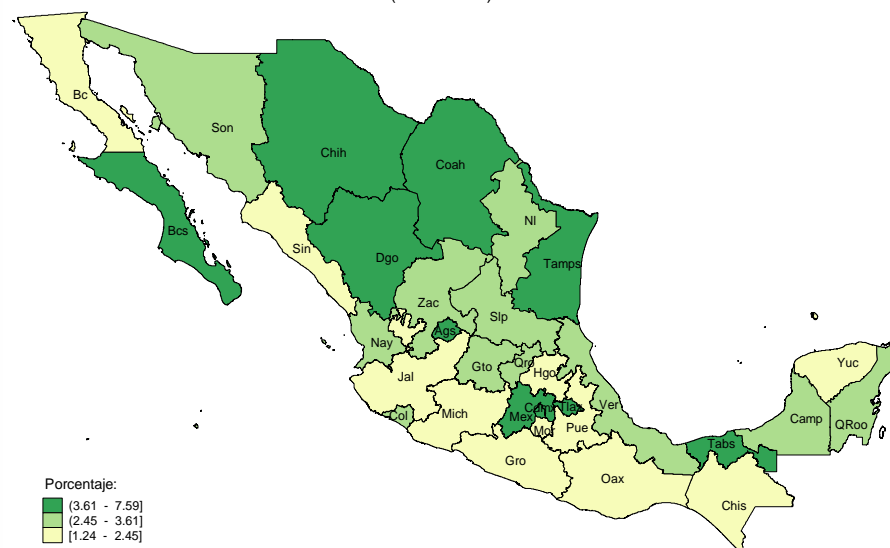 Bc
Son
Chih
Coah
Bcs
Nl
Sin
Dgo
Tamps
Zac
Slp
Ags
Nay
Qro
Gto
Hgo
Yuc
Jal
Ver
Col
Mich
Mex
Cdmx
Tlax
Camp
QRoo
Mor
Pue
Tabs
Gro
Oax
Chis
Porcentaje:
(3.61 - 7.59]
(2.45 - 3.61]
[1.24 - 2.45]